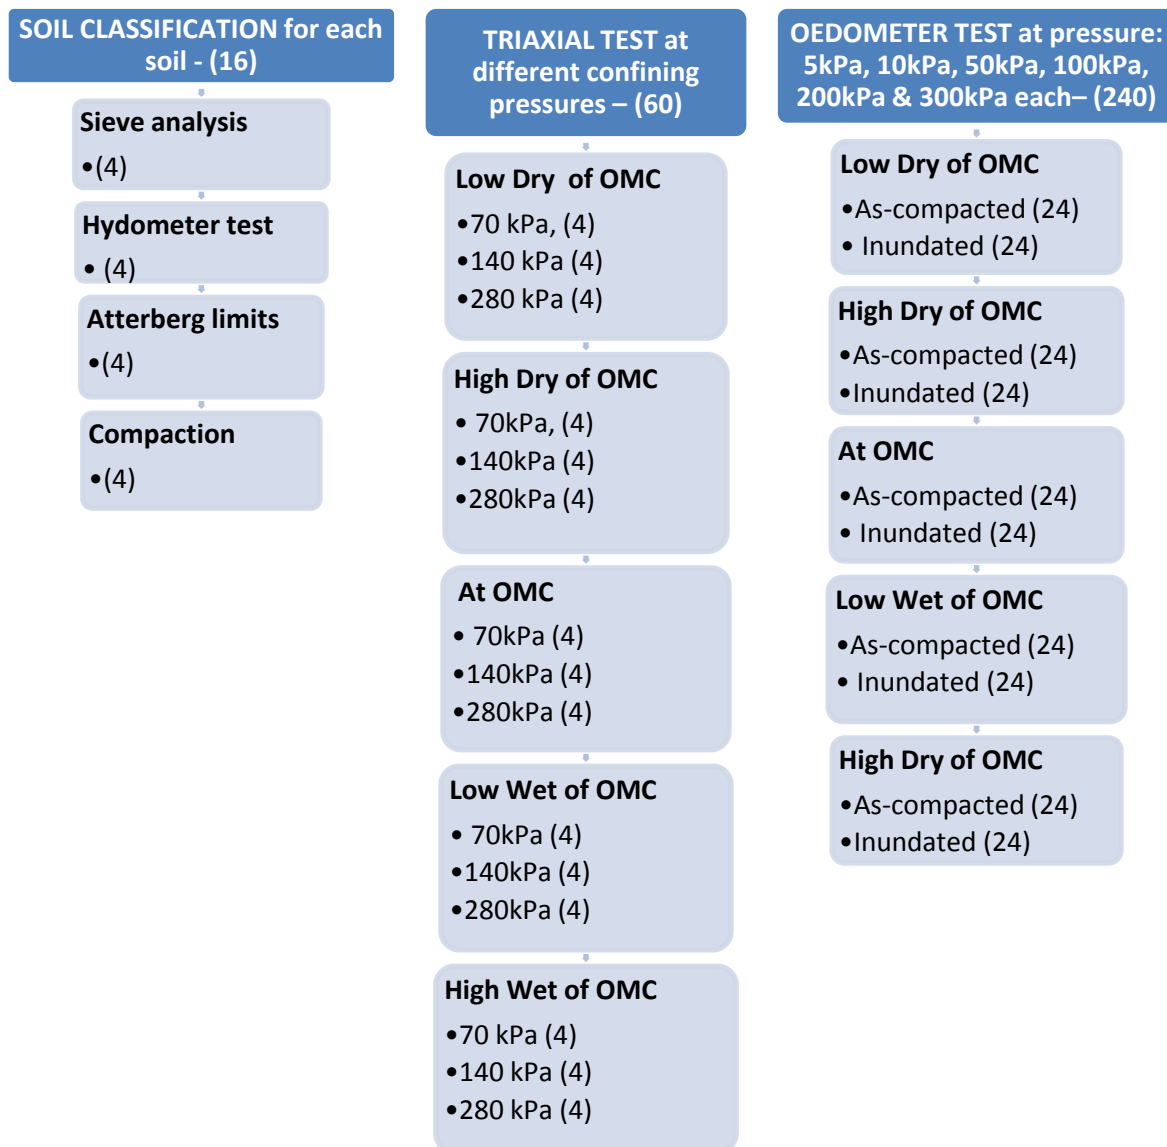 SOIL CLASSIFICATION for each
soil - (16)
Sieve analysis
•(4)
Hydometer test
• (4)
Atterberg limits
•(4)
Compaction
•(4)
TRIAXIAL TEST at
different confining
pressures – (60)
Low Dry of OMC
•70 kPa, (4)
•140 kPa (4)
•280 kPa (4)
High Dry of OMC
• 70kPa, (4)
•140kPa (4)
•280kPa (4)
At OMC
• 70kPa (4)
•140kPa (4)
•280kPa (4)
Low Wet of OMC
• 70kPa (4)
•140kPa (4)
•280kPa (4)
High Wet of OMC
•70 kPa (4)
•140 kPa (4)
•280 kPa (4)
OEDOMETER TEST at pressure:
5kPa, 10kPa, 50kPa, 100kPa,
200kPa & 300kPa each– (240)
Low Dry of OMC
•As-compacted (24)
• Inundated (24)
High Dry of OMC
•As-compacted (24)
•Inundated (24)
At OMC
•As-compacted (24)
• Inundated (24)
Low Wet of OMC
•As-compacted (24)
• Inundated (24)
High Dry of OMC
•As-compacted (24)
•Inundated (24)